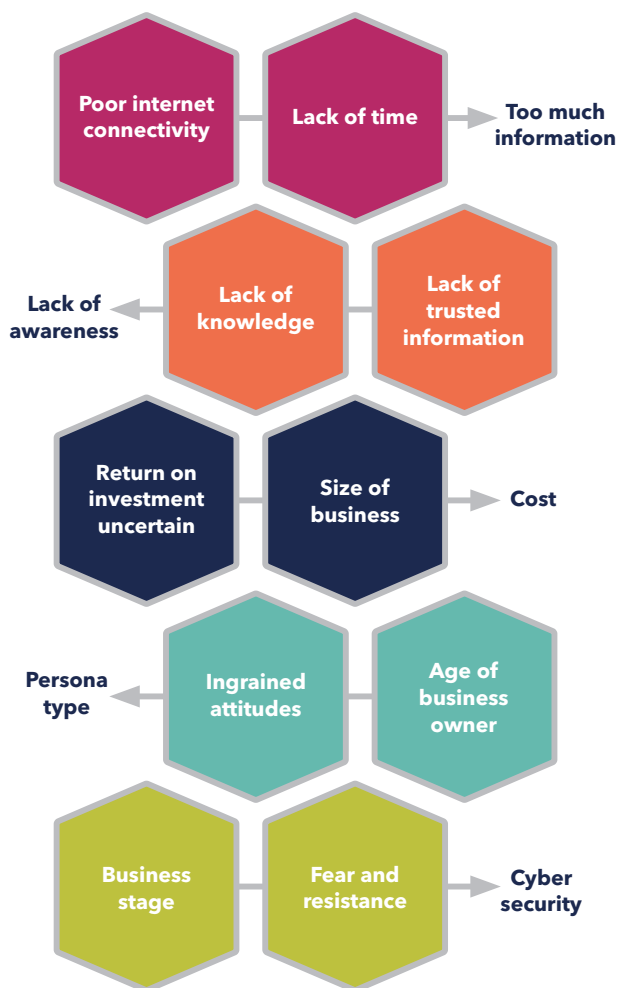 Poor internet
connectivity
Lack of time
Too much
information
Lack of
awareness
Lack of
knowledge
Lack of
trusted
information
Return on
investment
uncertain
Size of
business
Cost
Persona
type
Ingrained
attitudes
Age of
business
owner
Business
stage
Fear and
resistance
Cyber
security